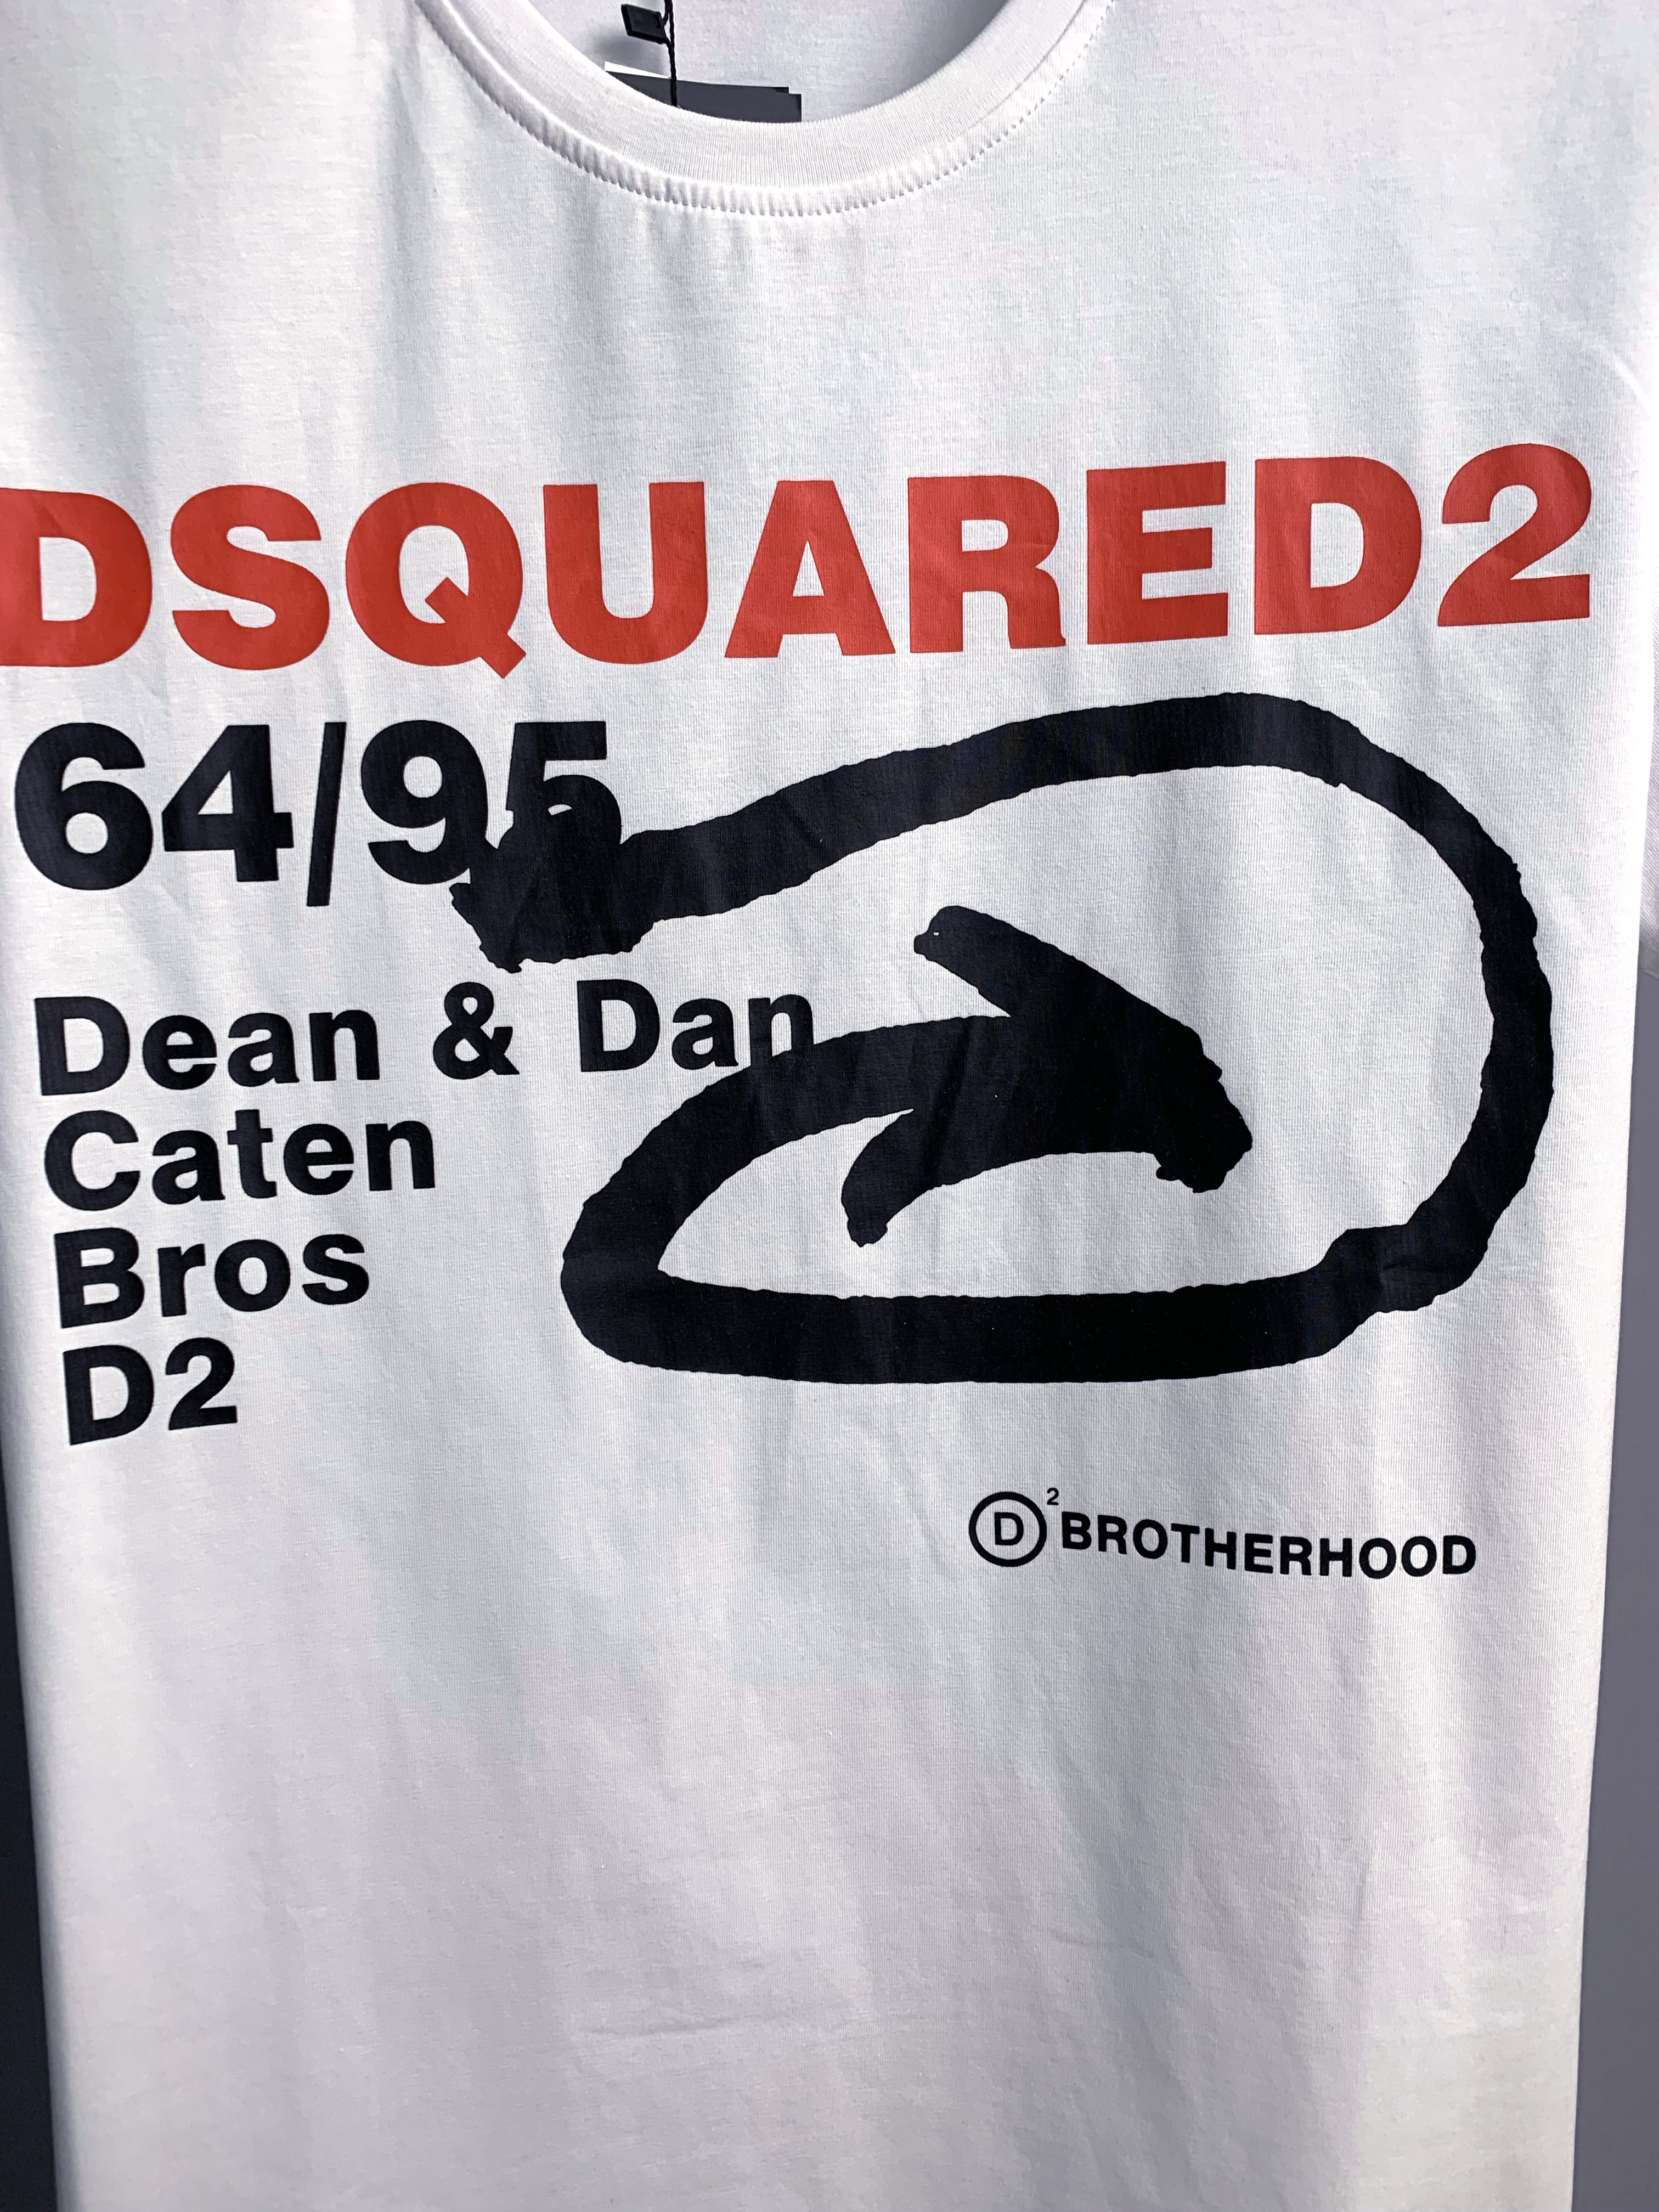 DSQUARED2
64/95
Dean & Dan
Caten
Bros
D2
D² BROTHERHOOD